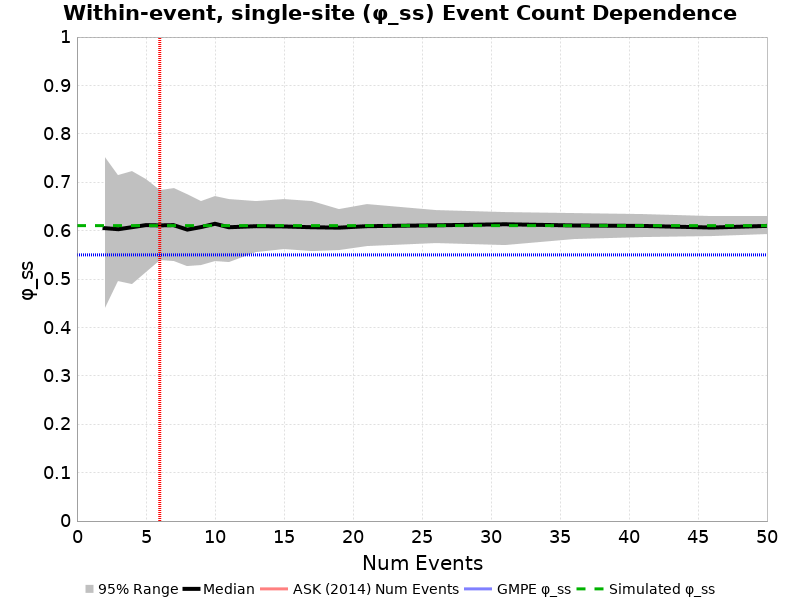 Within-event, single-site (φ_ss) Event Count Dependence
1
0.9
0.8
0.7
0.6
0.5
0.4
0.3
0.2
0.1
0
φ_ss
0 5 10 15 20 25 30 35 40 45 50
Num Events
95% Range Median ASK (2014) Num Events GMPE φ_ss Simulated φ_ss